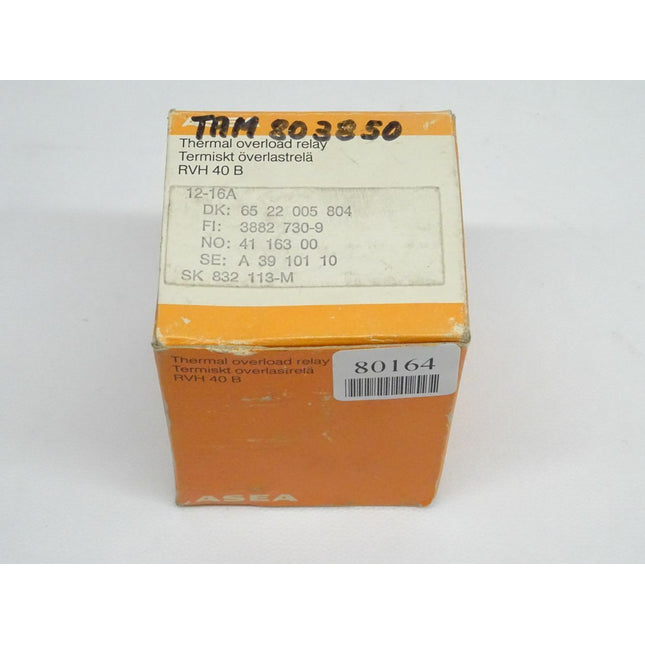 TAM 803850
Thermal overload relay
Termiskt överlastrelä
RVH 40 B
12-16A
DK: 65 22 005 804
FI: 3882 730-9
NO: 41 163 00
SE: A 39 101 10
SK 832 113-M
Thermal overload relay
Termiskt överlastrelä
RVH 40 B
80164
ASEA